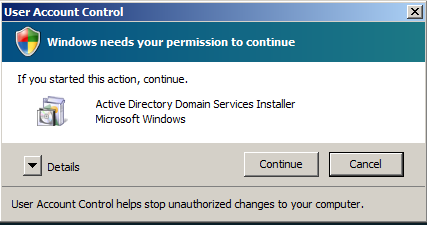 User Account Control
Windows needs your permission to continue
If you started this action, continue.
Active Directory Domain Services Installer
Microsoft Windows
Details
Continue
Cancel
User Account Control helps stop unauthorized changes to your computer.